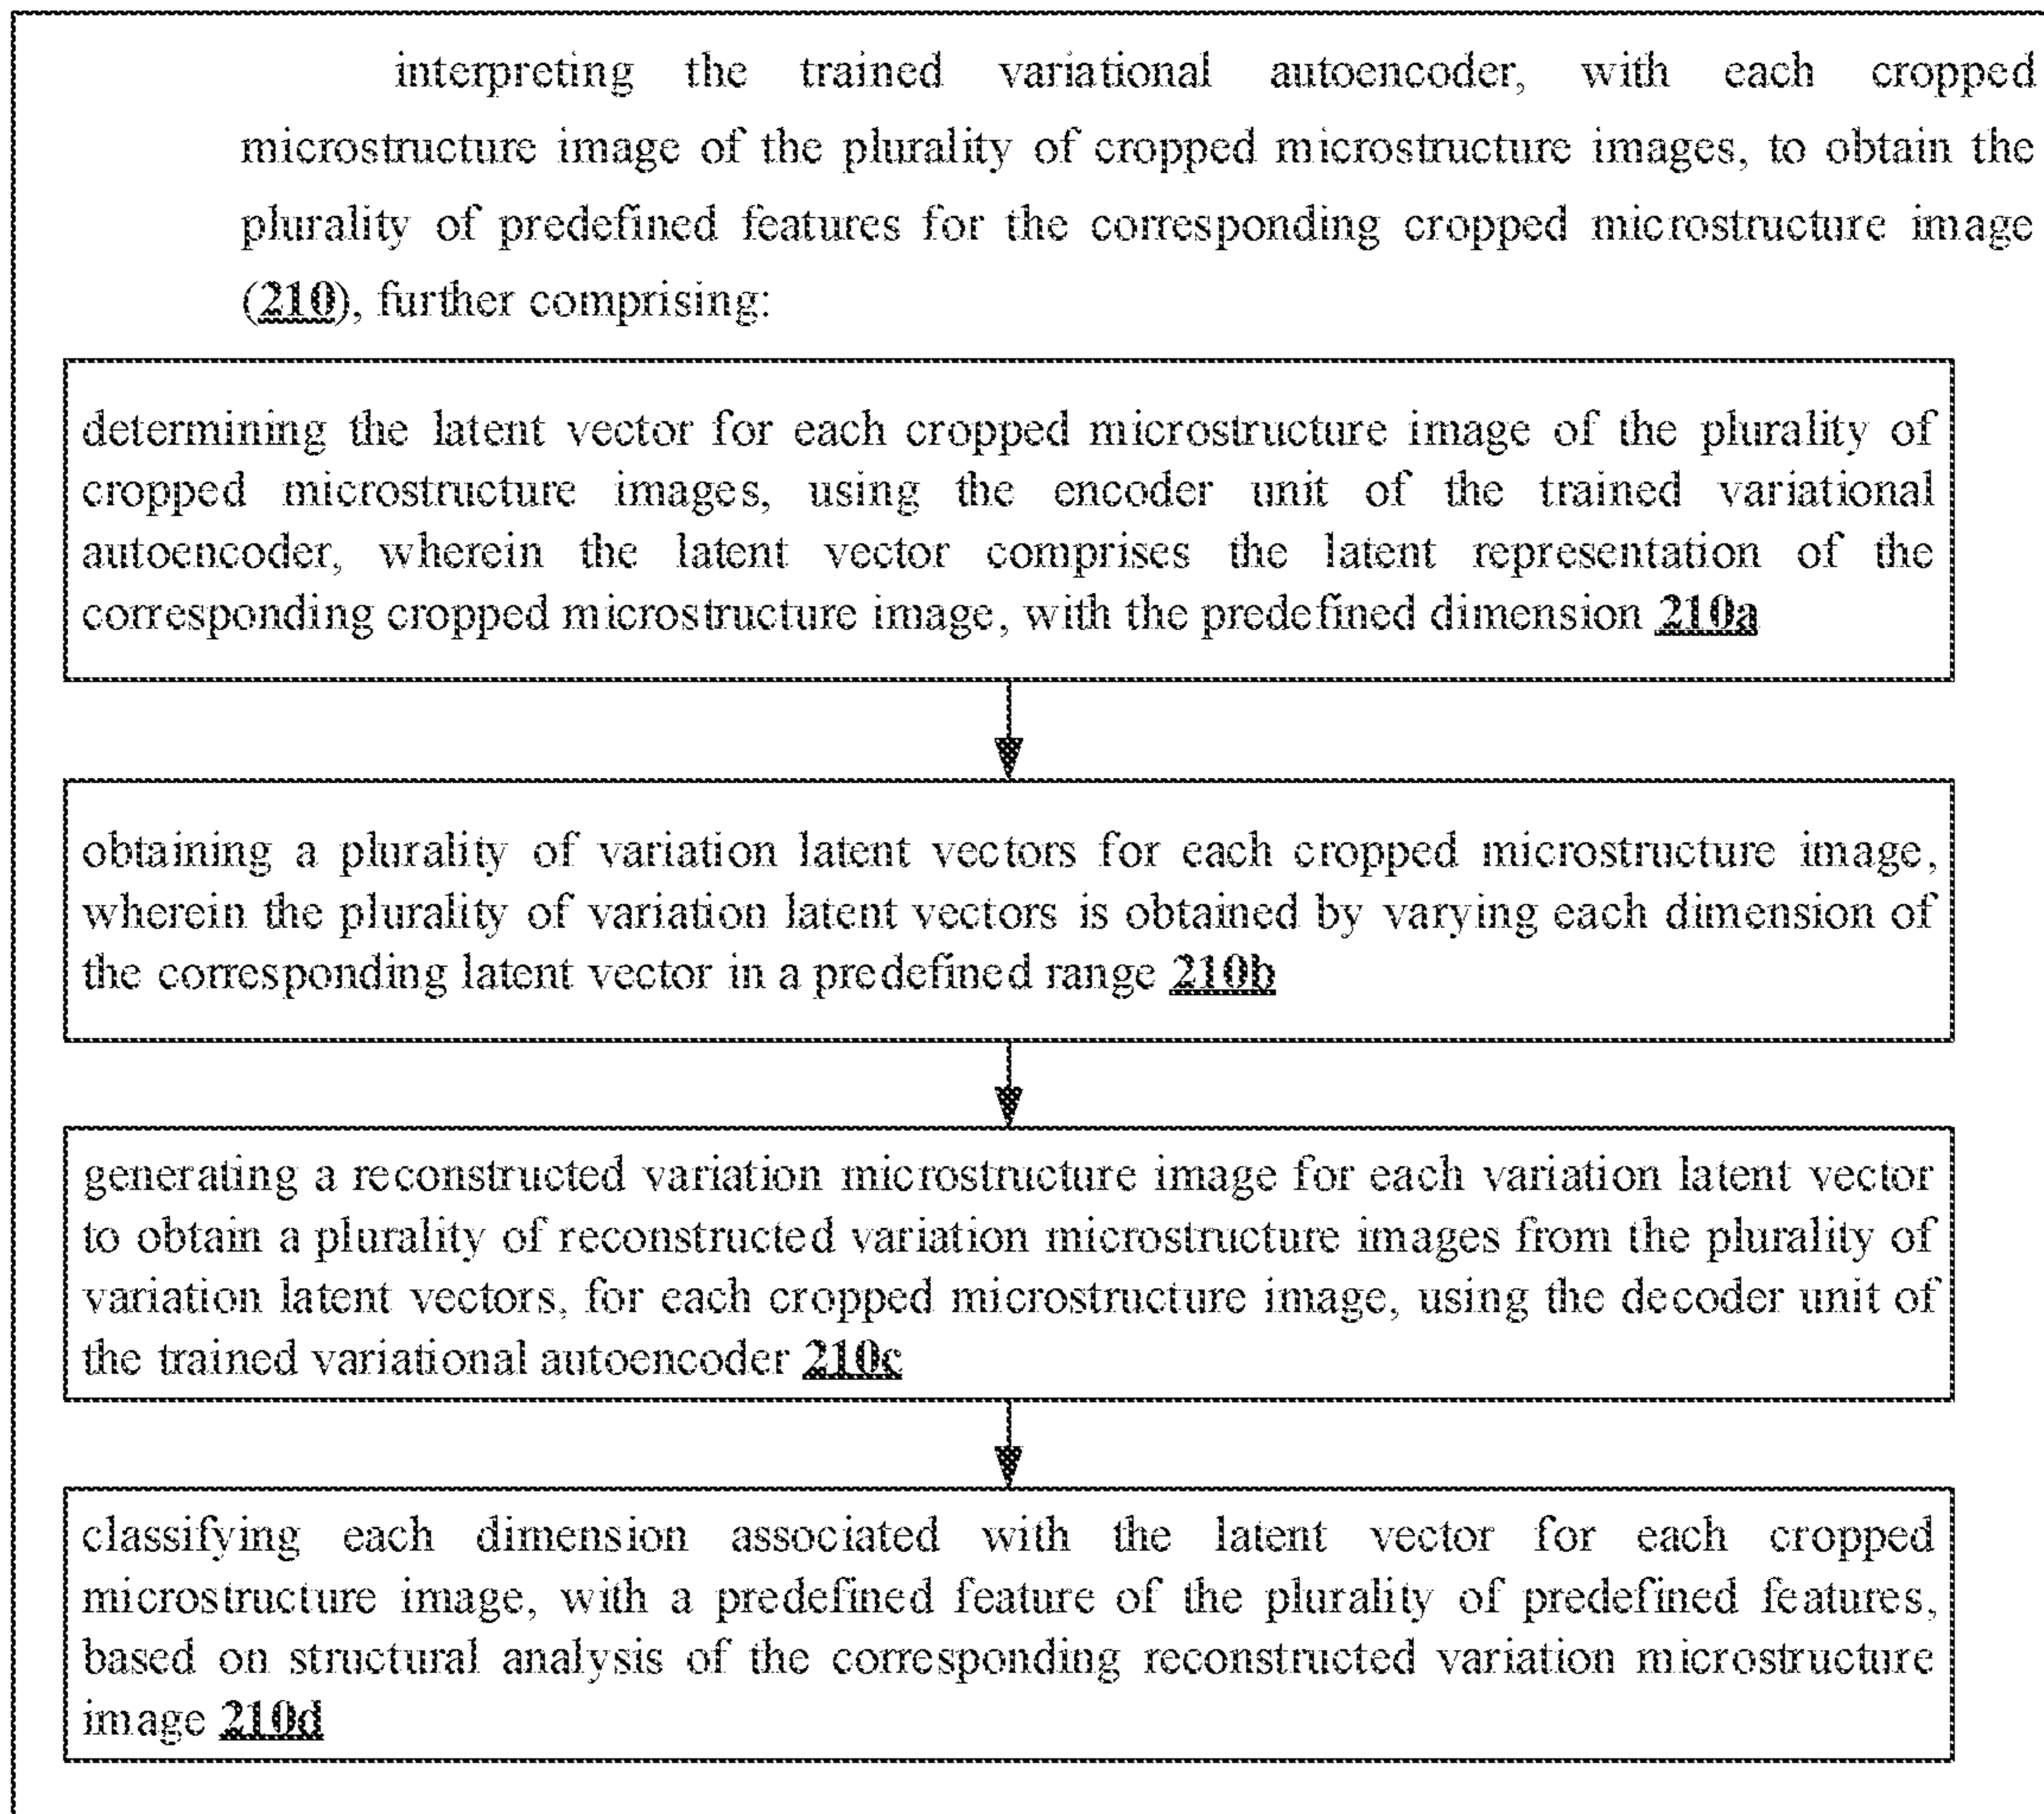 interpreting the trained variational autoencoder, with each cropped
microstructure image of the plurality of cropped microstructure images, to obtain the
plurality of predefined features for the corresponding cropped microstructure image
(210), further comprising:
determining the latent vector for each cropped microstructure image of the plurality of
cropped microstructure images, using the encoder unit of the trained variational
autoencoder, wherein the latent vector comprises the latent representation of the
corresponding cropped microstructure image, with the predefined dimension 210a
obtaining a plurality of variation latent vectors for each cropped microstructure image,
wherein the plurality of variation latent vectors is obtained by varying each dimension of
the corresponding latent vector in a predefined range 210b
generating a reconstructed variation microstructure image for each variation latent vector
to obtain a plurality of reconstructed variation microstructure images from the plurality of
variation latent vectors, for each cropped microstructure image, using the decoder unit of
the trained variational autoencoder 210c
classifying each dimension associated with the latent vector for each cropped
microstructure image, with a predefined feature of the plurality of predefined features,
based on structural analysis of the corresponding reconstructed variation microstructure
image 210d